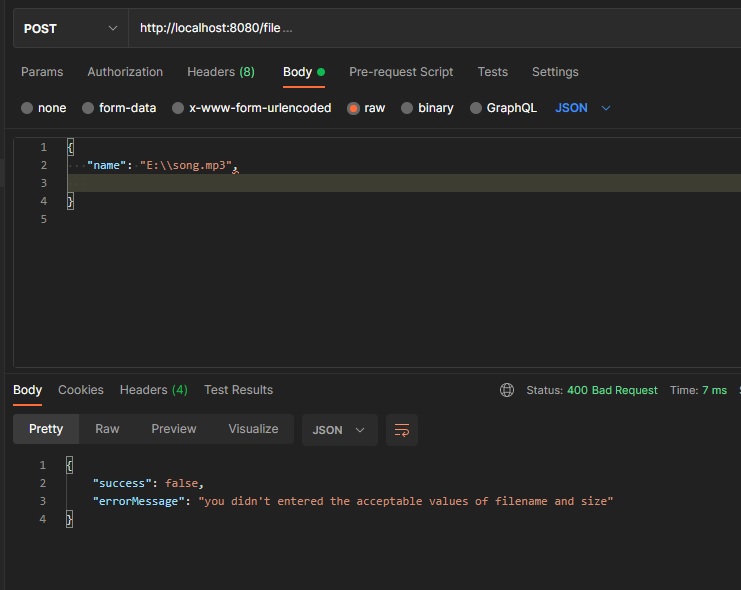 POST http://localhost:8080/file ...
Params Authorization Headers (8) Body Pre-request Script Tests Settings
none form-data x-www-form-urlencoded raw binary GraphQL JSON
1 {
2 "name": "E:\\song.mp3",
3
4 }
5
Body Cookies Headers (4) Test Results Status: 400 Bad Request Time: 7 ms
Pretty Raw Preview Visualize JSON
1 {
2 "success": false,
3 "errorMessage": "you didn't entered the acceptable values of filename and size"
4 }